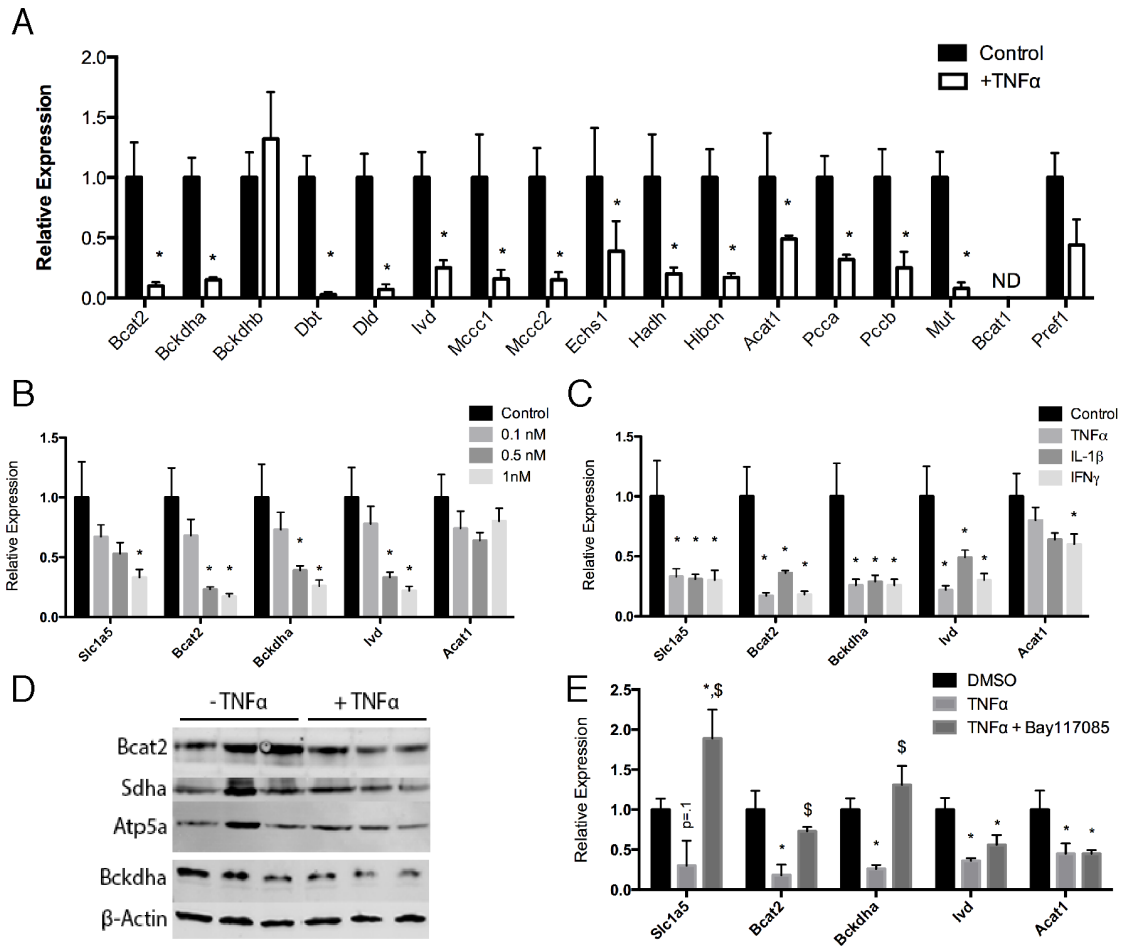 A
Control
+TNFα
Relative Expression
2.0
1.5
1.0
0.5
0.0
Bcat2 Bckdha Bckdhb Dbt Dld Ivd Mccc1 Mccc2 Echs1 Hadh Hibch Acat1 Pcca Pccb Mut Bcat1 Pref1
* * * * * * * * * * * * * *
ND
B
Control
0.1 nM
0.5 nM
1nM
Relative Expression
1.5
1.0
0.5
0.0
* * * * * * *
Slc1a5 Bcat2 Bckdha Ivd Acat1
C
Control
TNFα
IL-1β
IFNγ
Relative Expression
1.5
1.0
0.5
0.0
* * * * * * * * * * * * *
Slc1a5 Bcat2 Bckdha Ivd Acat1
D
- TNFα + TNFα
Bcat2
Sdha
Atp5a
Bckdha
β-Actin
E
DMSO
TNFα
TNFα + Bay117085
Relative Expression
2.5
2.0
1.5
1.0
0.5
0.0
p=.1 *,$ * $ * $ * * * *
Slc1a5 Bcat2 Bckdha Ivd Acat1